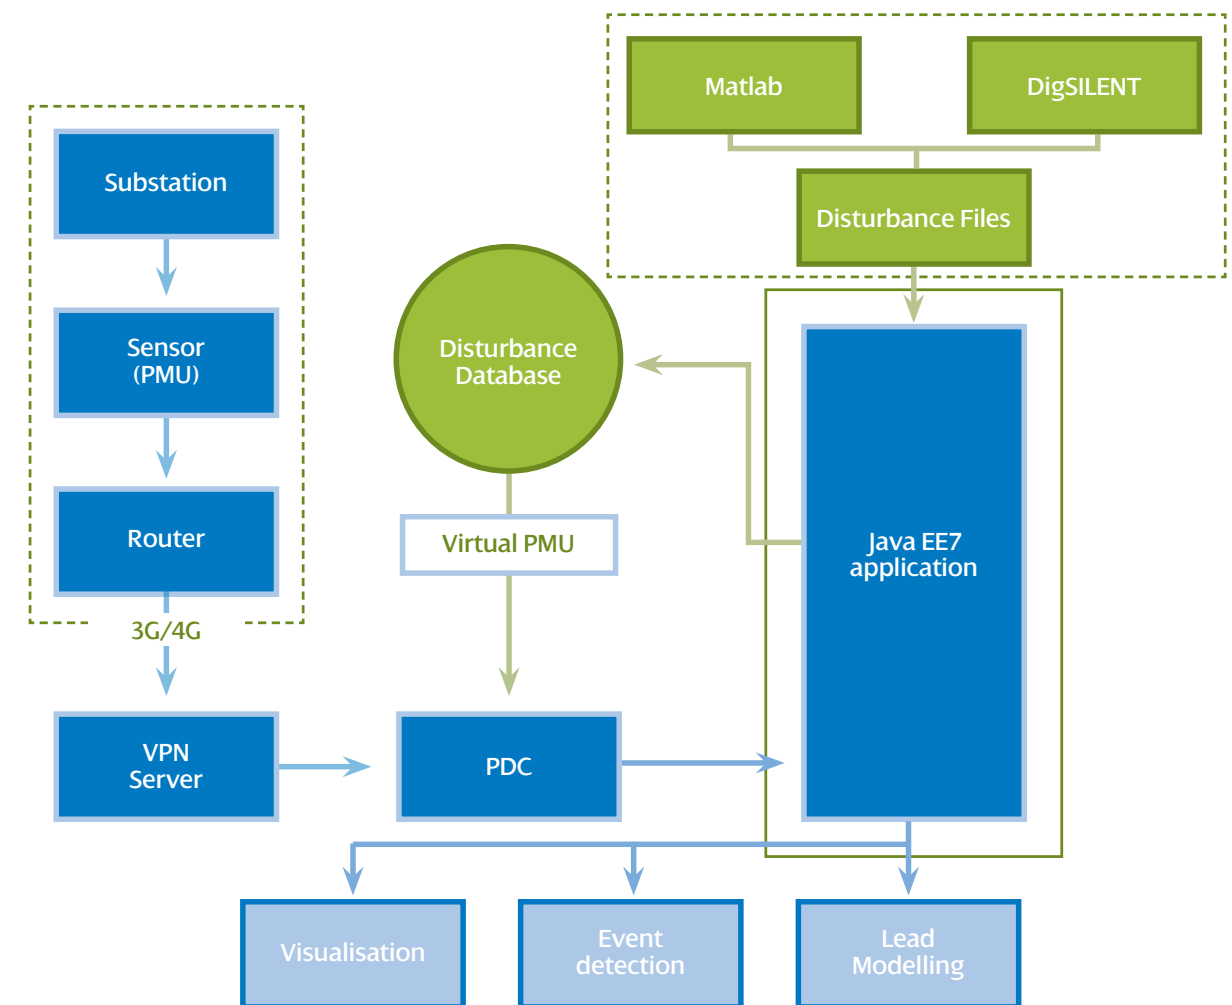 Matlab
DigSILENT
Substation
Disturbance Files
Sensor
(PMU)
Disturbance
Database
Router
Virtual PMU
Java EE7
application
3G/4G
VPN
Server
PDC
Visualisation
Event
detection
Lead
Modelling